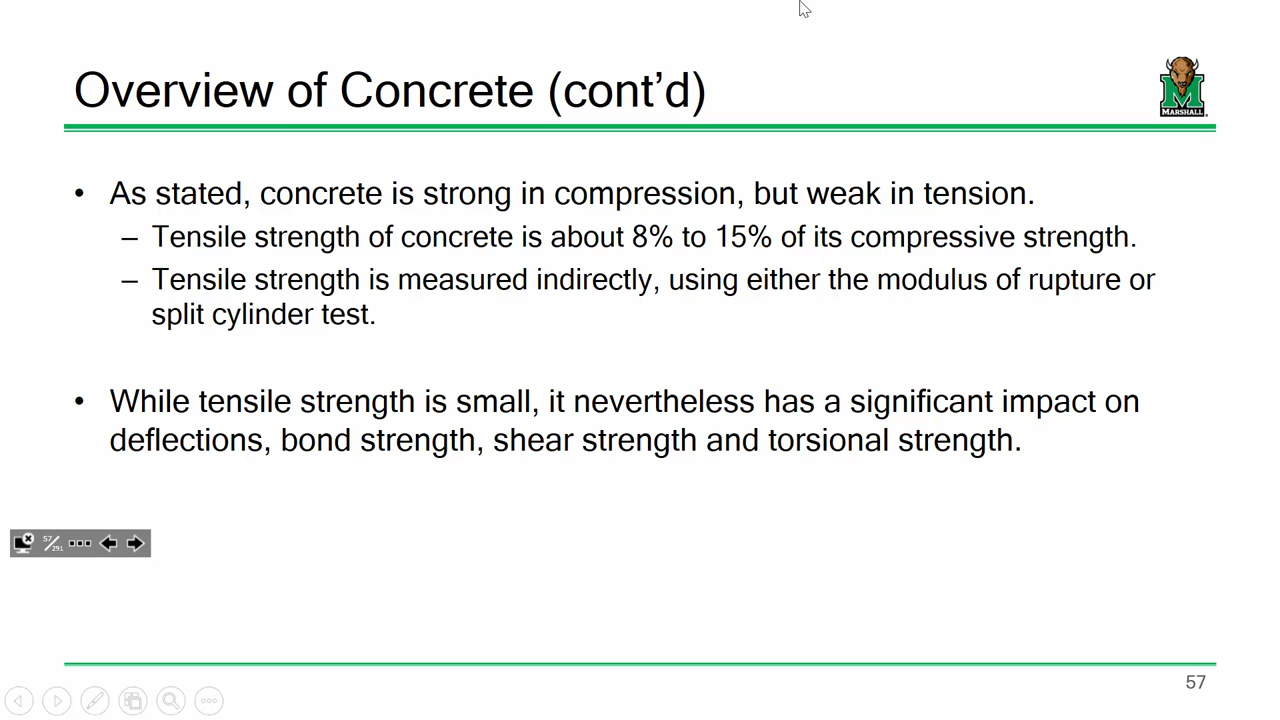 Overview of Concrete (cont’d)
MARSHALL
• As stated, concrete is strong in compression, but weak in tension.
– Tensile strength of concrete is about 8% to 15% of its compressive strength.
– Tensile strength is measured indirectly, using either the modulus of rupture or
split cylinder test.
• While tensile strength is small, it nevertheless has a significant impact on
deflections, bond strength, shear strength and torsional strength.
57/291
57